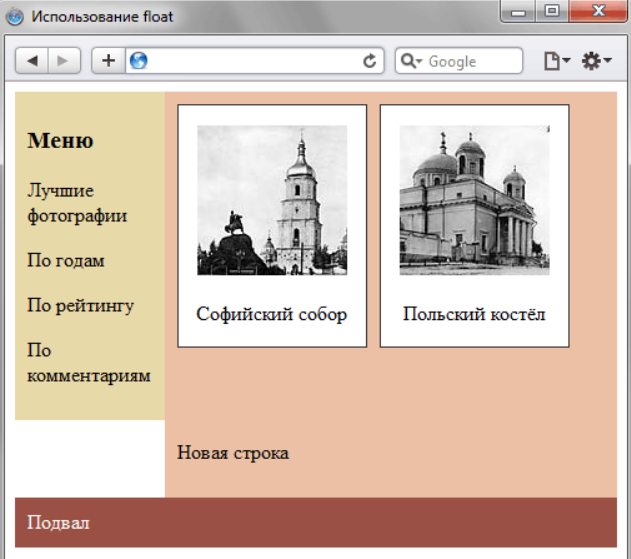 Использование float
Google
Меню
Лучшие
фотографии
По годам
По рейтингу
По
комментариям
Софийский собор
Польский костёл
Новая строка
Подвал